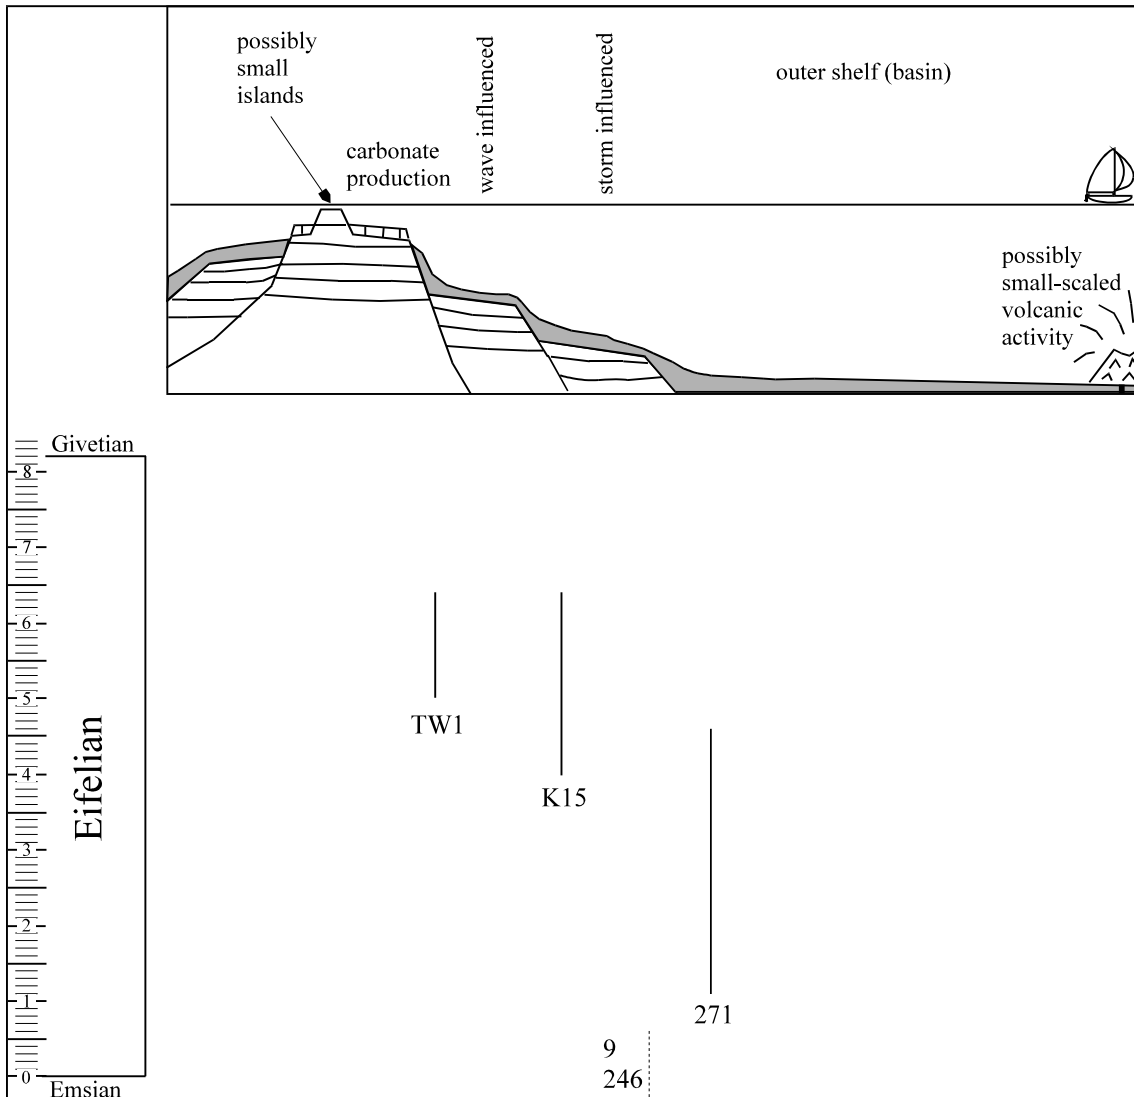 possibly
small
islands
carbonate
production
wave influenced
storm influenced
outer shelf (basin)
possibly
small-scaled
volcanic
activity
Givetian
8
7
6
5
4
3
2
1
0
Eifelian
Emsian
TW1
K15
271
9
246